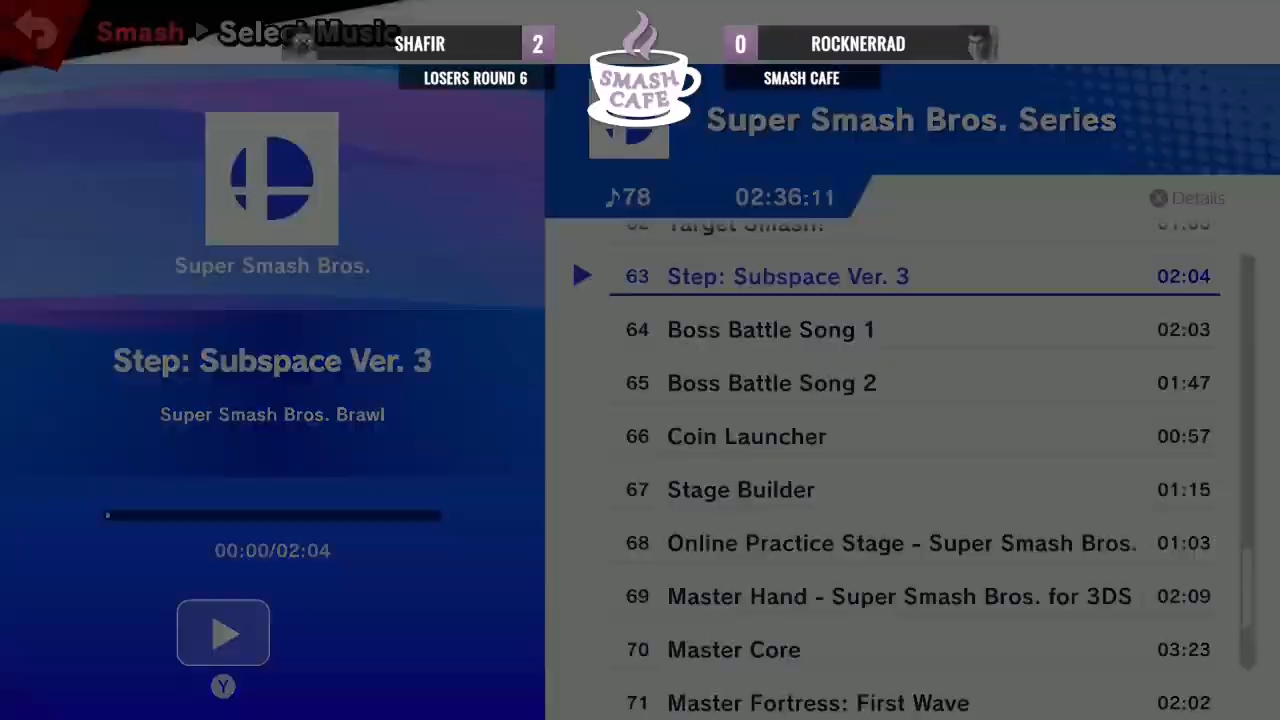 Smash ▸ Select Music
SHAFIR 2
0 ROCKNERRAD
LOSERS ROUND 6
SMASH CAFE
SMASH CAFE
Super Smash Bros. Series
♪78 02:36:11
X Details
Super Smash Bros.
Step: Subspace Ver. 3
Super Smash Bros. Brawl
00:00/02:04
Y
62 Target Smash!
63 Step: Subspace Ver. 3 02:04
64 Boss Battle Song 1 02:03
65 Boss Battle Song 2 01:47
66 Coin Launcher 00:57
67 Stage Builder 01:15
68 Online Practice Stage - Super Smash Bros. 01:03
69 Master Hand - Super Smash Bros. for 3DS 02:09
70 Master Core 03:23
71 Master Fortress: First Wave 02:02